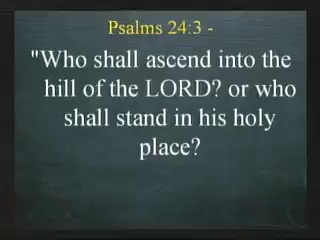 Psalms 24:3 -
"Who shall ascend into the
hill of the LORD? or who
shall stand in his holy
place?